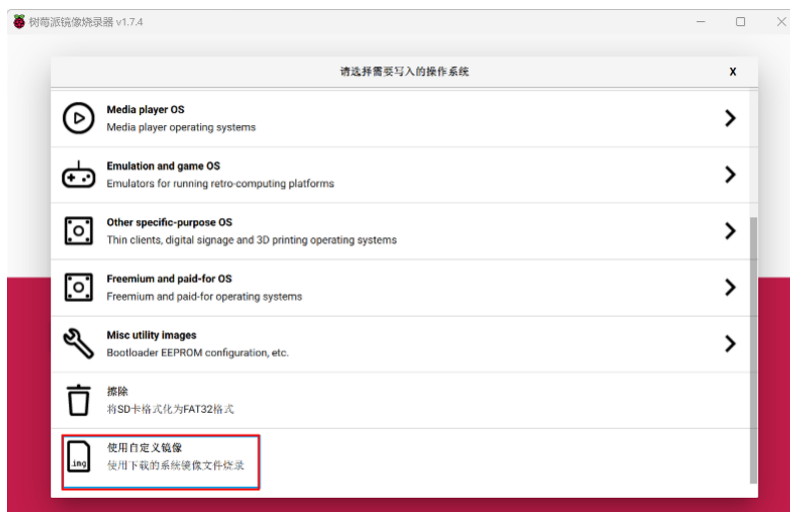 树莓派镜像烧录器 v1.7.4
请选择需要写入的操作系统
X
Media player OS
Media player operating systems
Emulation and game OS
Emulators for running retro-computing platforms
Other specific-purpose OS
Thin clients, digital signage and 3D printing operating systems
Freemium and paid-for OS
Freemium and paid-for operating systems
Misc utility images
Bootloader EEPROM configuration, etc.
擦除
将SD卡格式化为FAT32格式
使用自定义镜像
.img
使用下载的系统镜像文件烧录